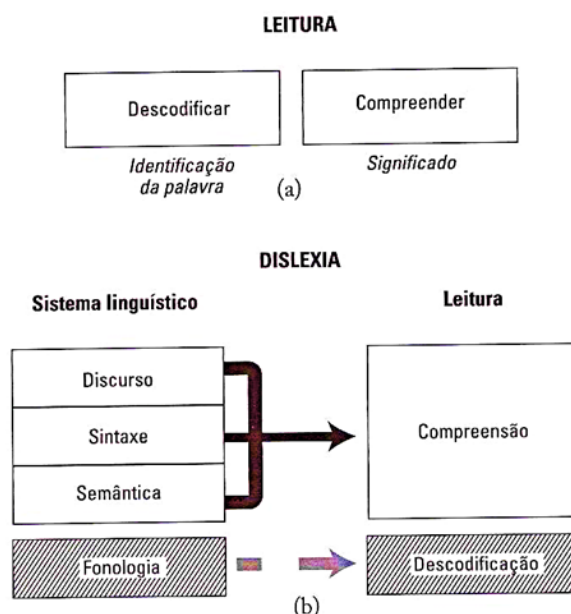 LEITURA
Descodificar
Compreender
Identificação
da palavra
Significado
(a)
DISLEXIA
Sistema linguístico
Leitura
Discurso
Sintaxe
Semântica
Compreensão
Fonologia
Descodificação
(b)